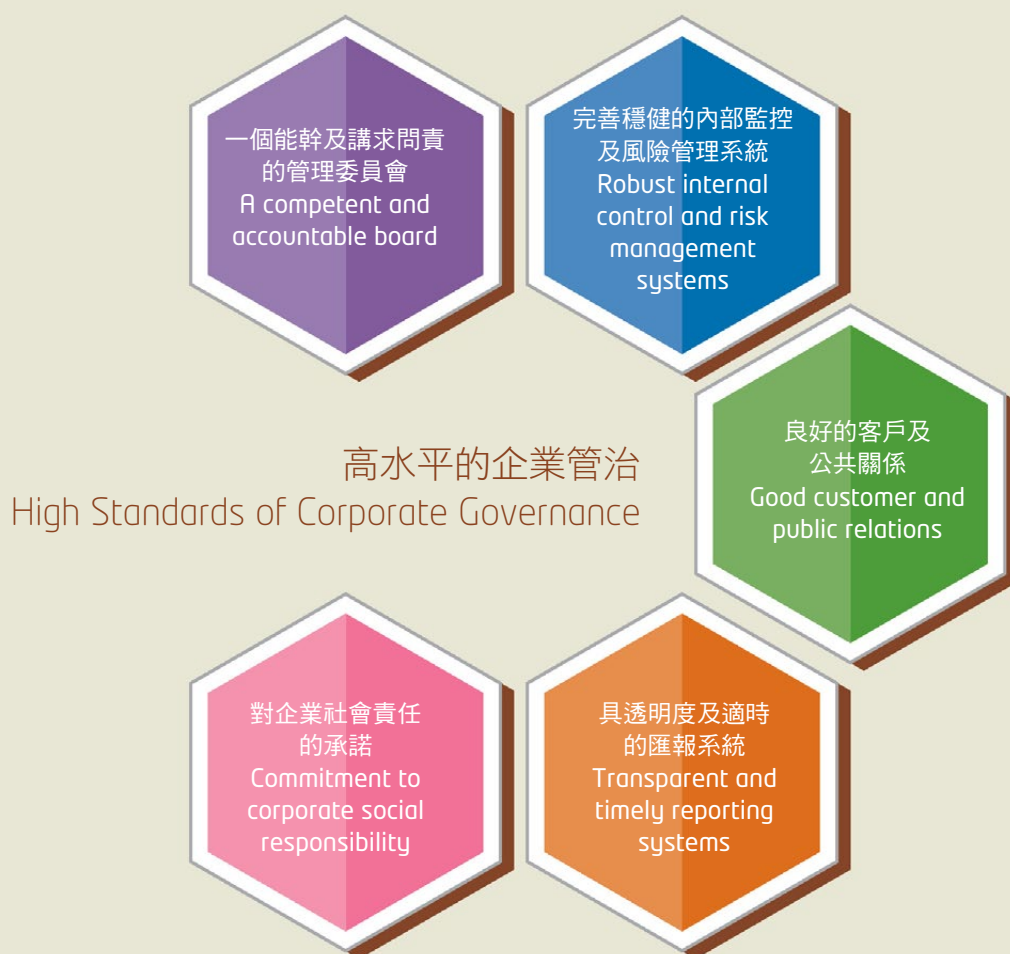 一個能幹及講求問責
的管理委員會
A competent and
accountable board
完善穩健的內部監控
及風險管理系統
Robust internal
control and risk
management
systems
良好的客戶及
公共關係
Good customer and
public relations
高水平的企業管治
High Standards of Corporate Governance
對企業社會責任
的承諾
Commitment to
corporate social
responsibility
具透明度及適時
的匯報系統
Transparent and
timely reporting
systems